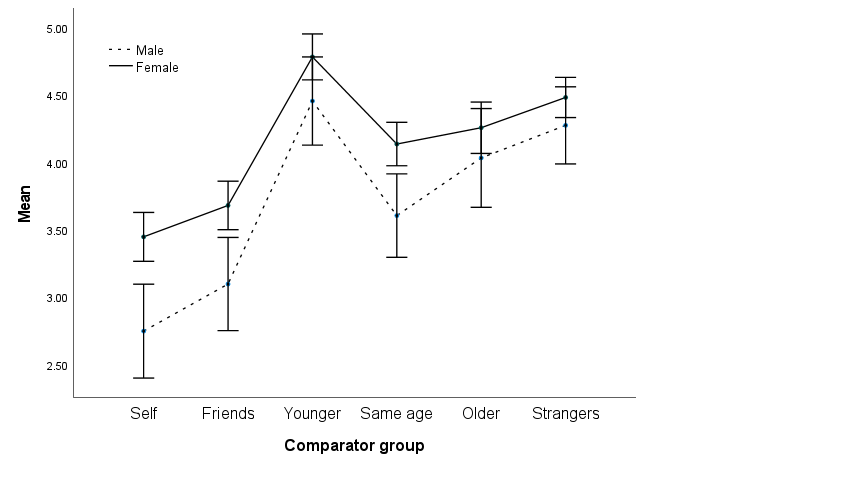 5.00
Male
Female
4.50
4.00
3.50
3.00
2.50
Mean
Self Friends Younger Same age Older Strangers
Comparator group